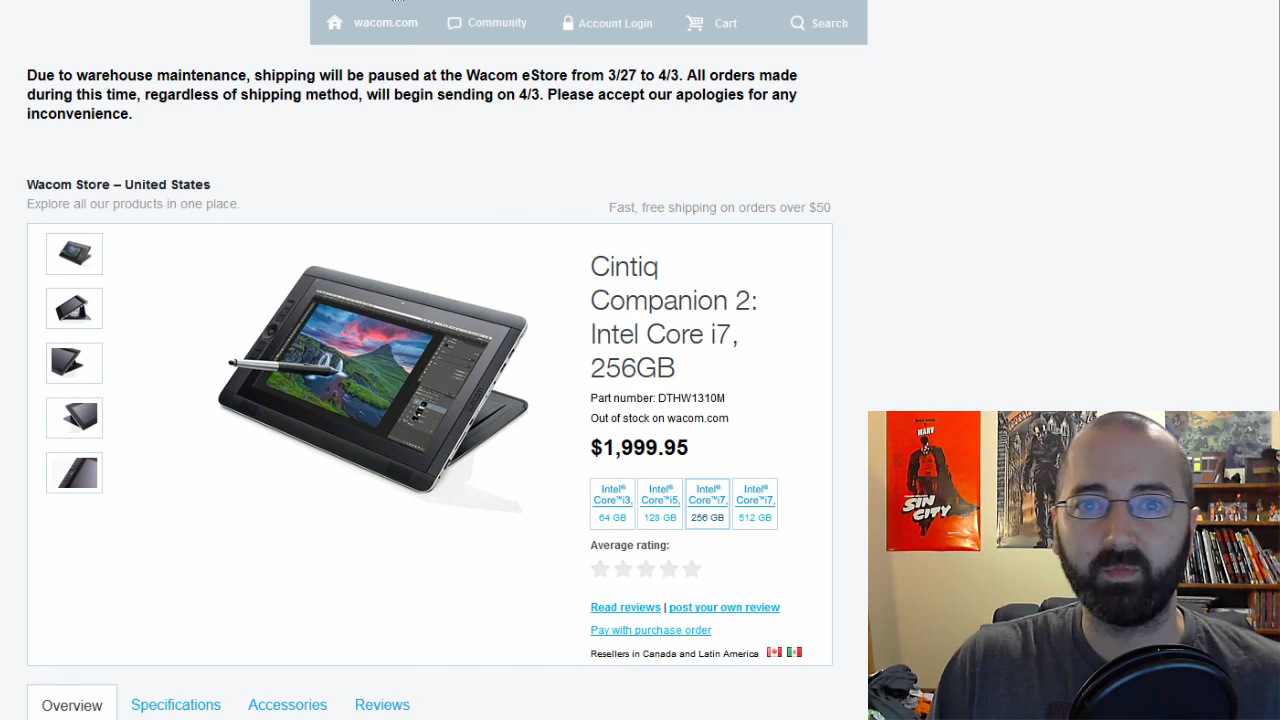 wacom.com Community Account Login Cart Search
Due to warehouse maintenance, shipping will be paused at the Wacom eStore from 3/27 to 4/3. All orders made
during this time, regardless of shipping method, will begin sending on 4/3. Please accept our apologies for any
inconvenience.
Wacom Store – United States
Explore all our products in one place.
Fast, free shipping on orders over $50
Cintiq
Companion 2:
Intel Core i7,
256GB
Part number: DTHW1310M
Out of stock on wacom.com
$1,999.95
Intel® Intel® Intel® Intel®
Core™i3, Core™i5, Core™i7, Core™i7,
64 GB 128 GB 256 GB 512 GB
Average rating:
Read reviews | post your own review
Pay with purchase order
Resellers in Canada and Latin America
Overview Specifications Accessories Reviews
MARV
SIN
CITY